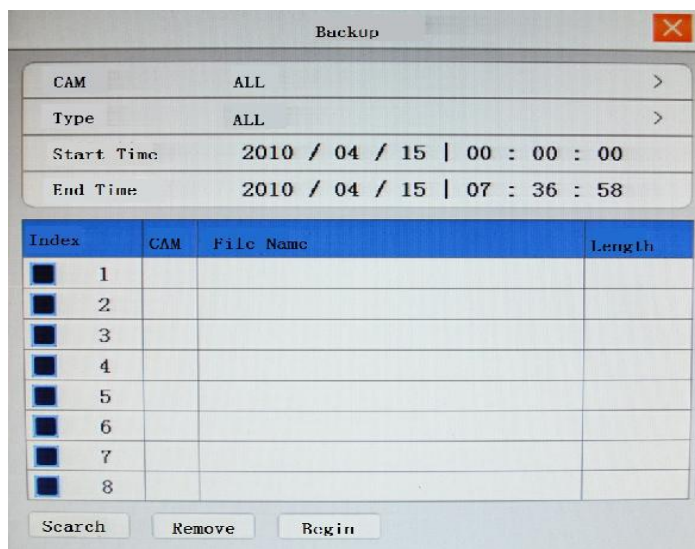 Backup
CAM ALL >
Type ALL >
Start Time 2010 / 04 / 15 | 00 : 00 : 00
End Time 2010 / 04 / 15 | 07 : 36 : 58
Index CAM File Name Length
1
2
3
4
5
6
7
8
Search Remove Begin